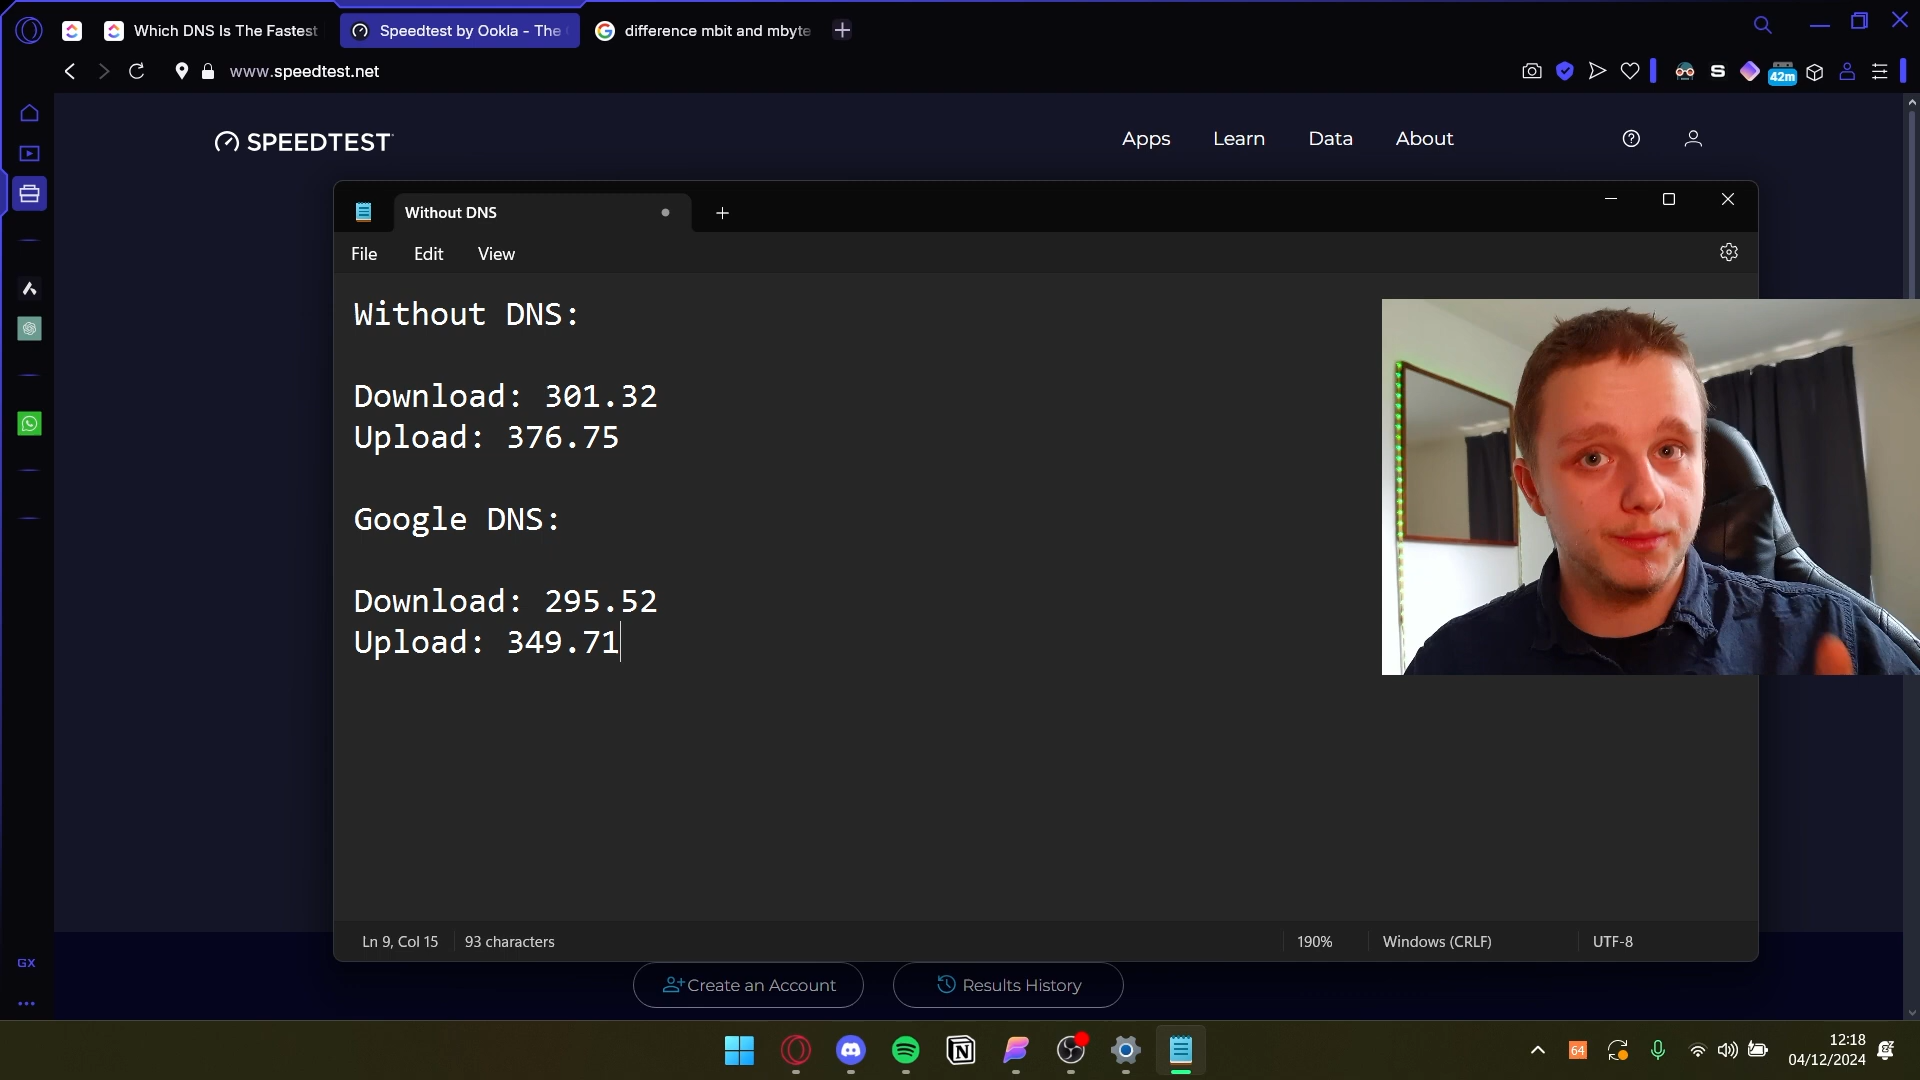 Which DNS Is The Fastest
Speedtest by Ookla - The
difference mbit and mbyte
www.speedtest.net
42m
SPEEDTEST
Apps
Learn
Data
About
Without DNS
File
Edit
View
Without DNS:
Download: 301.32
Upload: 376.75
Google DNS:
Download: 295.52
Upload: 349.71
Ln 9, Col 15
93 characters
190%
Windows (CRLF)
UTF-8
GX
Create an Account
Results History
64
12:18
04/12/2024